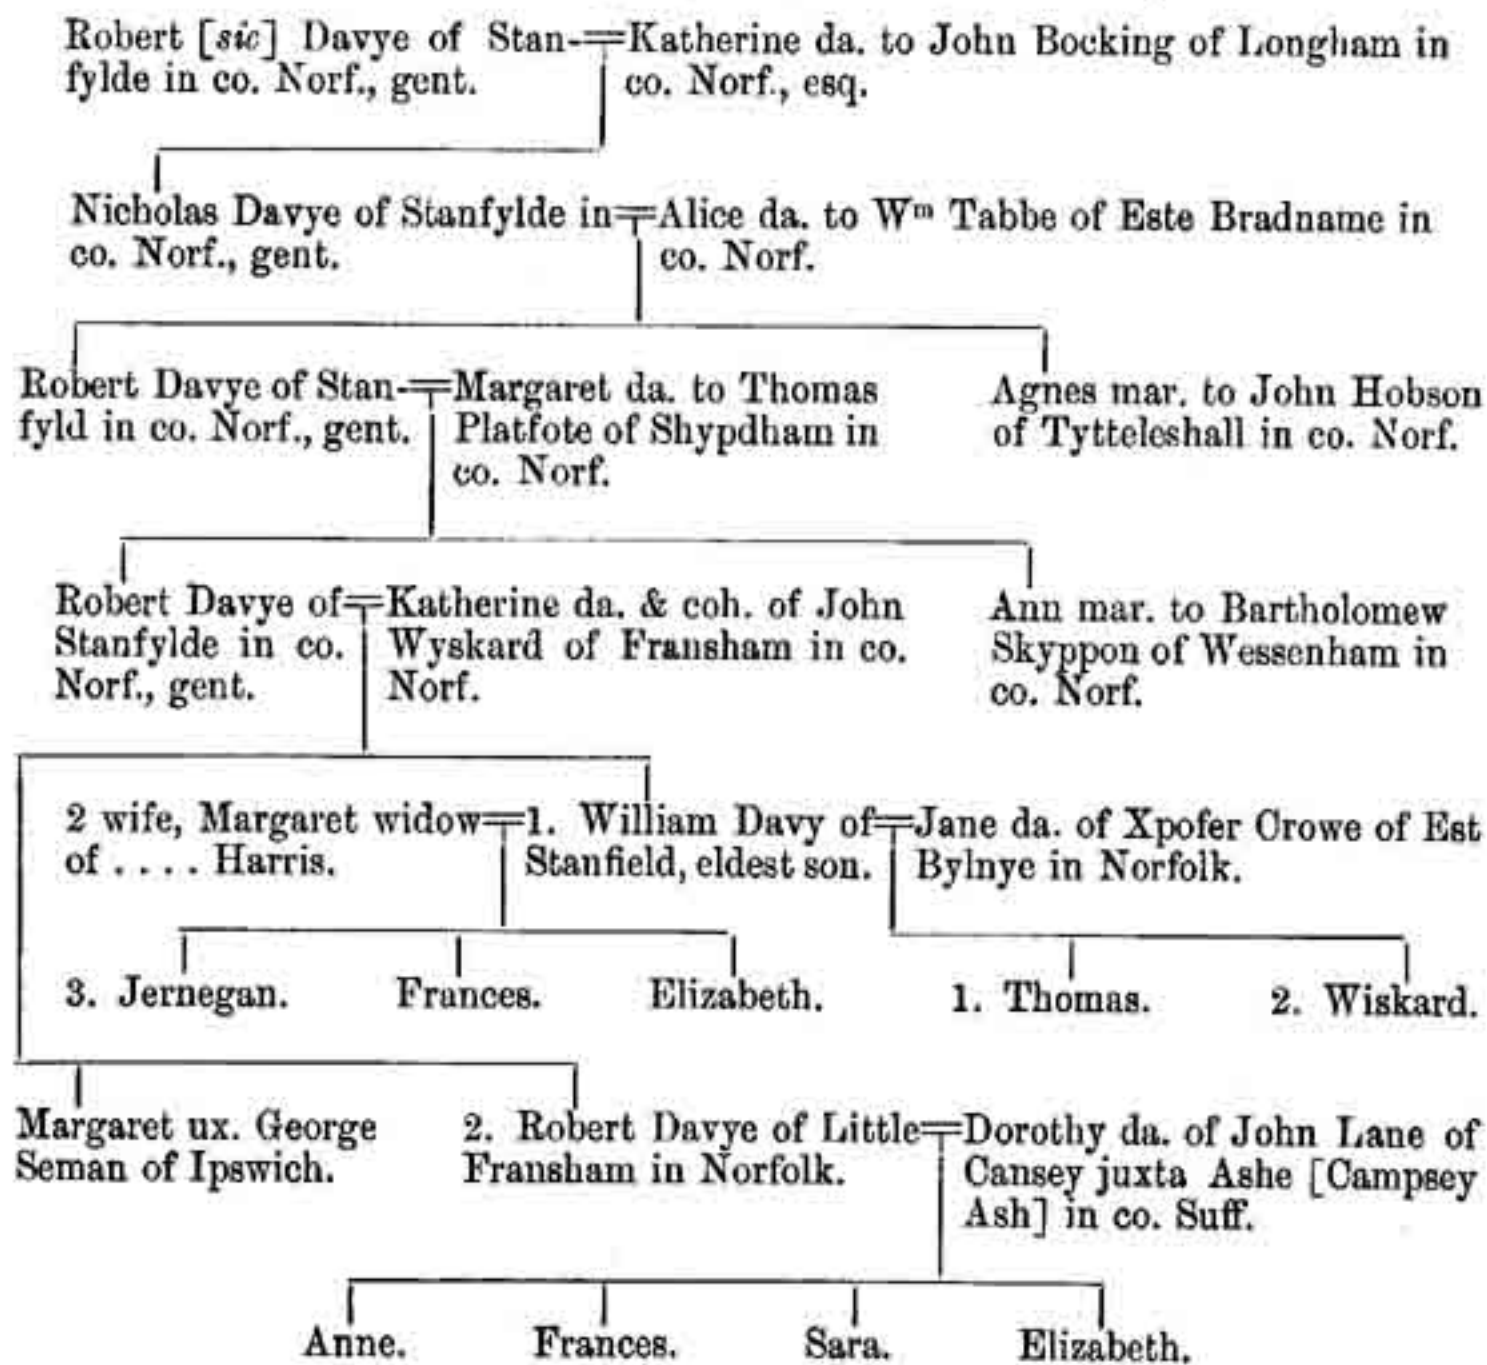 Robert [sic] Davye of Stan-
fylde in co. Norf., gent.
Katherine da. to John Bocking of Longham in
co. Norf., esq.
Nicholas Davye of Stanfylde in
co. Norf., gent.
Alice da. to Wᵐ Tabbe of Este Bradname in
co. Norf.
Robert Davye of Stan-
fyld in co. Norf., gent.
Margaret da. to Thomas
Platfote of Shypdham in
co. Norf.
Agnes mar. to John Hobson
of Tytteleshall in co. Norf.
Robert Davye of
Stanfylde in co.
Norf., gent.
Katherine da. & coh. of John
Wyskard of Fransham in co.
Norf.
Ann mar. to Bartholomew
Skyppon of Wessenham in
co. Norf.
2 wife, Margaret widow
of .... Harris.
1. William Davy of
Stanfield, eldest son.
Jane da. of Xpofer Crowe of Est
Bylnye in Norfolk.
3. Jernegan.
Frances.
Elizabeth.
1. Thomas.
2. Wiskard.
Margaret ux. George
Seman of Ipswich.
2. Robert Davye of Little
Fransham in Norfolk.
Dorothy da. of John Lane of
Cansey juxta Ashe [Campsey
Ash] in co. Suff.
Anne.
Frances.
Sara.
Elizabeth.